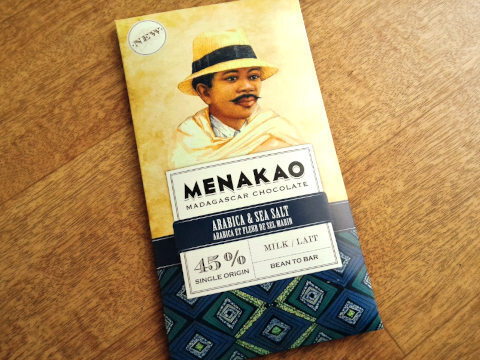 NEW
MENAKAO
MADAGASCAR CHOCOLATE
ARABICA & SEA SALT
ARABICA ET FLEUR DE SEL MARIN
45%
SINGLE ORIGIN
MILK / LAIT
BEAN TO BAR